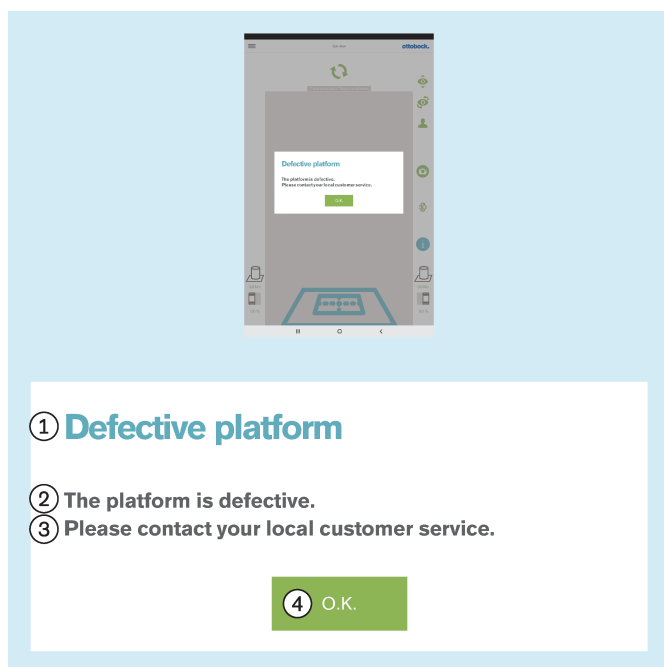 ottobock.
Defective platform
The platform is defective.
Please contact your local customer service.
O.K.
1 Defective platform
2 The platform is defective.
3 Please contact your local customer service.
4 O.K.